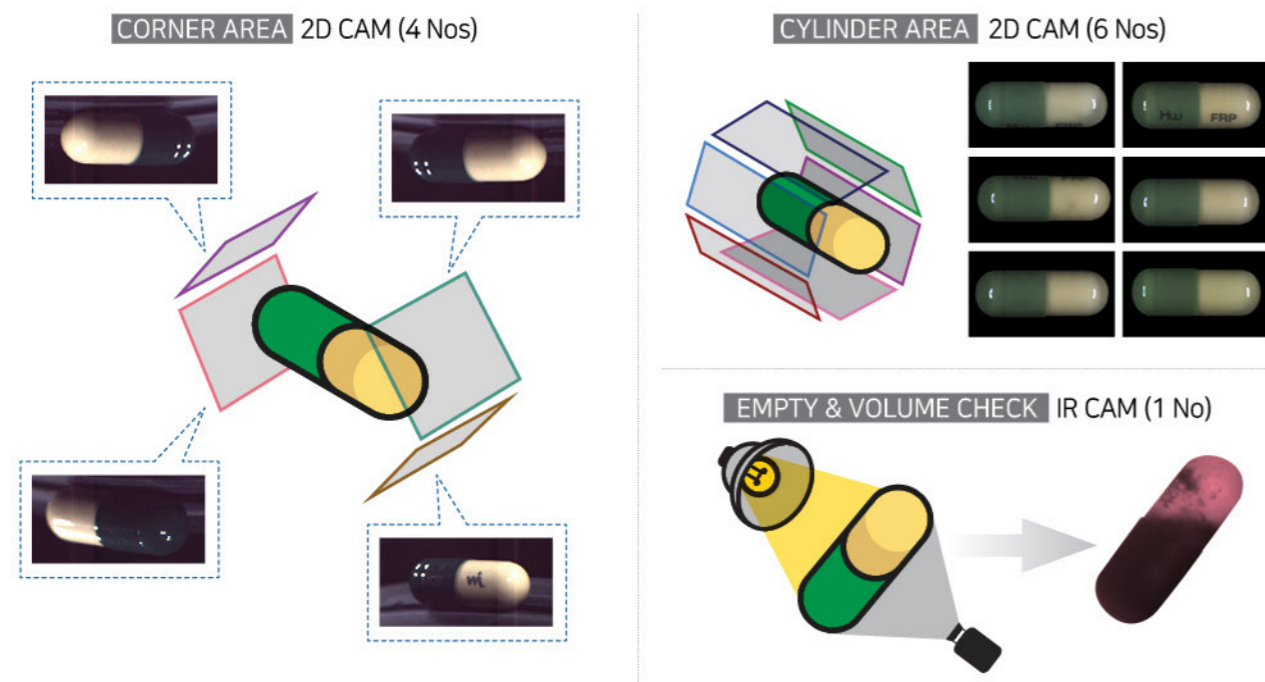 CORNER AREA 2D CAM (4 Nos)
CYLINDER AREA 2D CAM (6 Nos)
Hw FRP
EMPTY & VOLUME CHECK IR CAM (1 No)